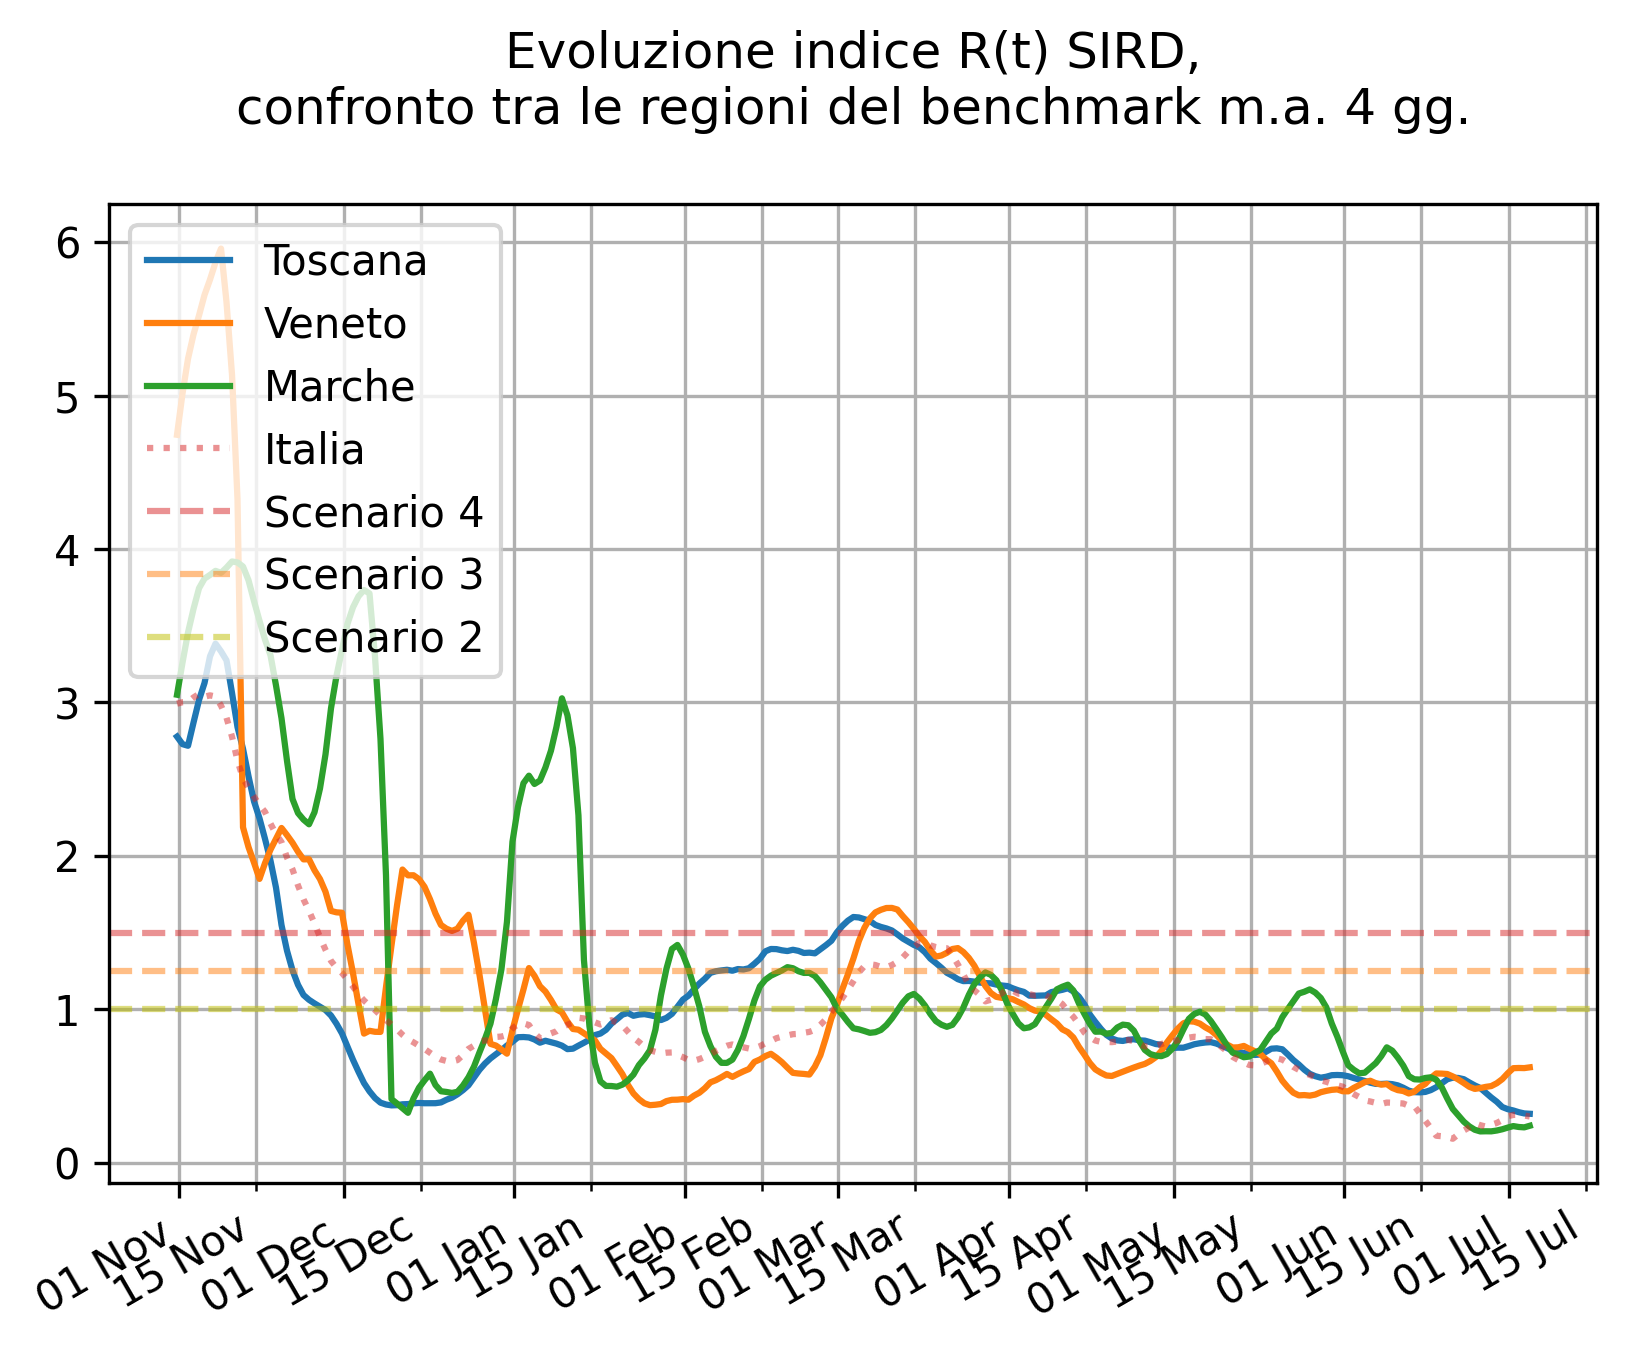 Evoluzione indice R(t) SIRD,
confronto tra le regioni del benchmark m.a. 4 gg.
6
5
4
3
2
1
0
Toscana
Veneto
Marche
Italia
Scenario 4
Scenario 3
Scenario 2
01 Nov
15 Nov
01 Dec
15 Dec
01 Jan
15 Jan
01 Feb
15 Feb
01 Mar
15 Mar
01 Apr
15 Apr
01 May
15 May
01 Jun
15 Jun
01 Jul
15 Jul